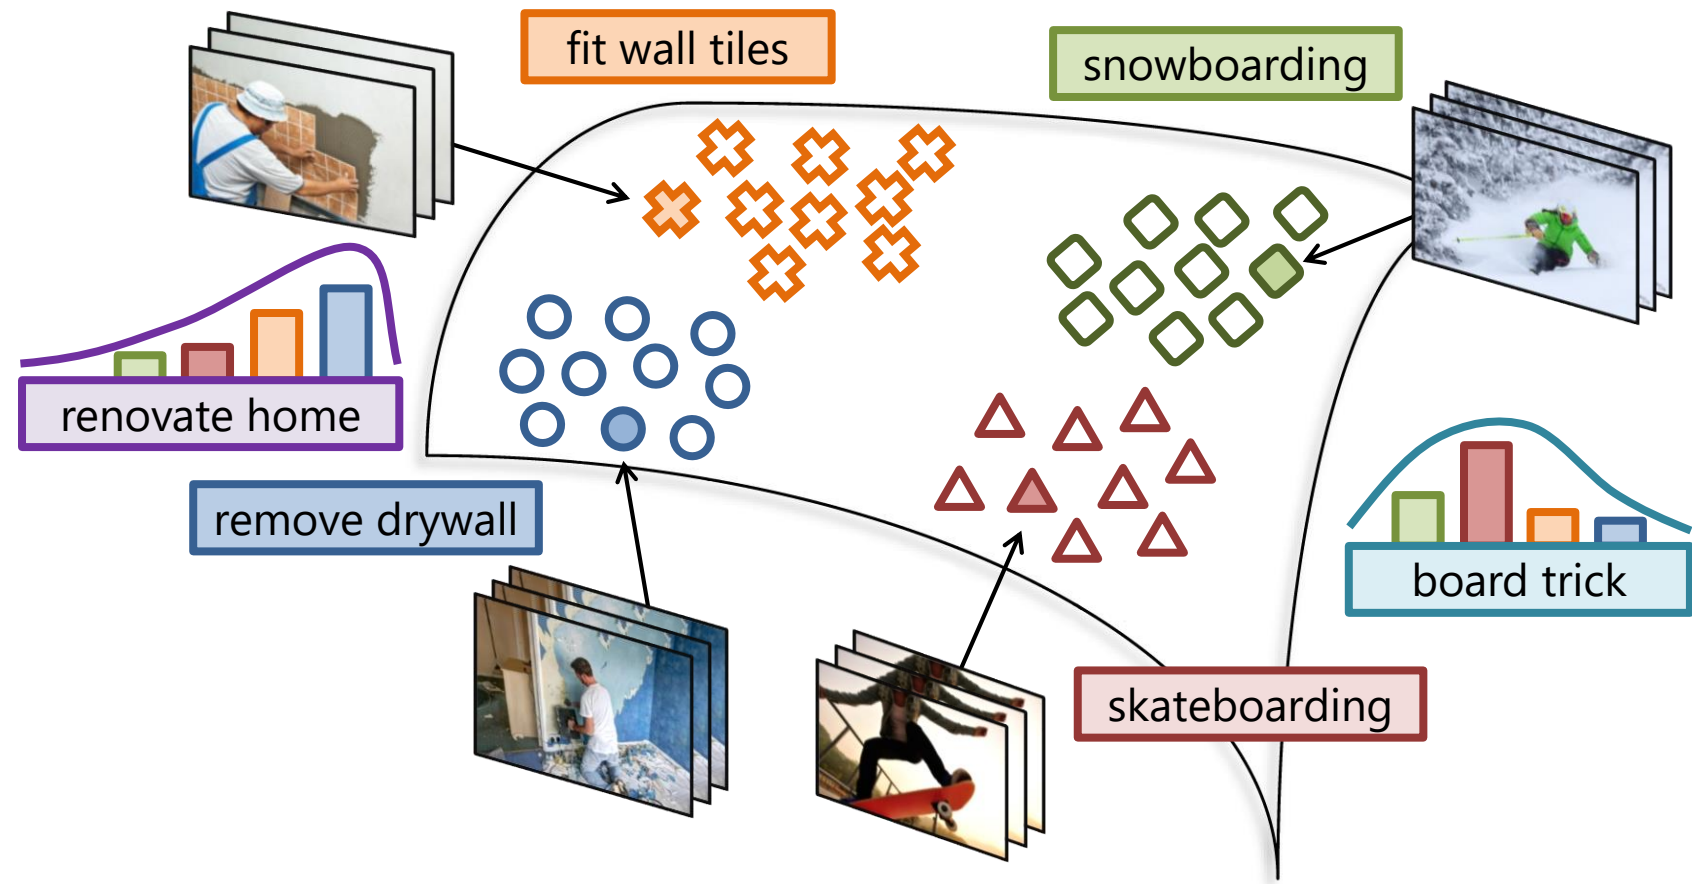 fit wall tiles
snowboarding
renovate home
remove drywall
board trick
skateboarding